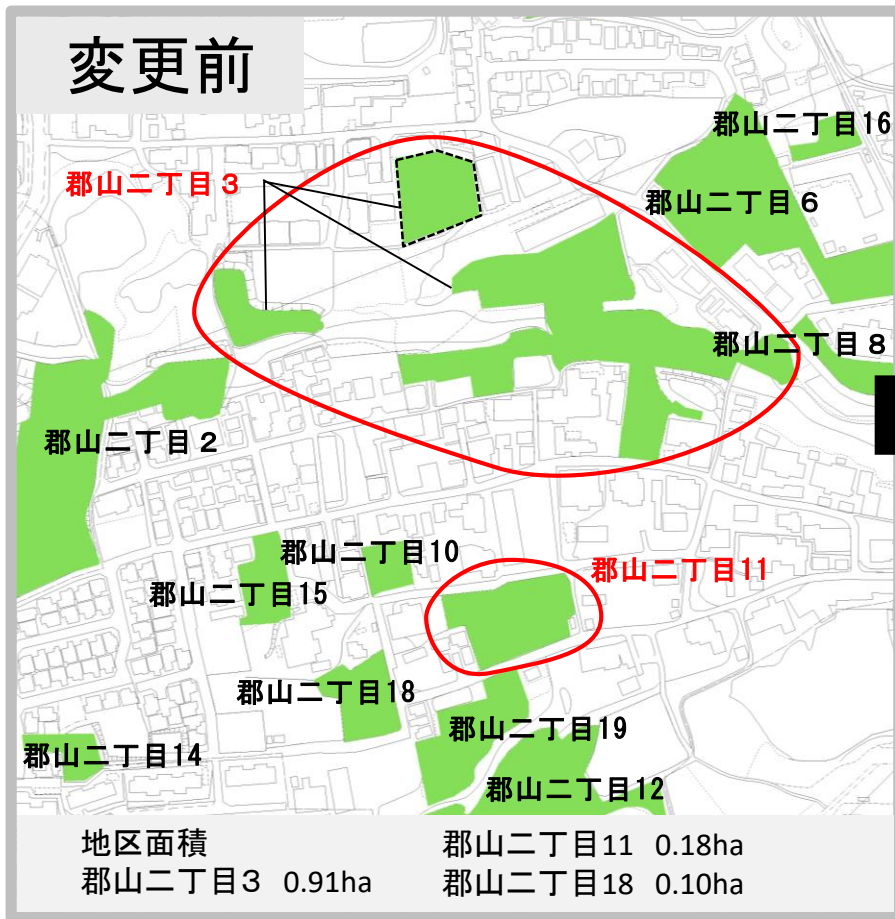 変更前
郡山二丁目16
郡山二丁目３
郡山二丁目６
郡山二丁目８
郡山二丁目２
郡山二丁目10
郡山二丁目11
郡山二丁目15
郡山二丁目18
郡山二丁目19
郡山二丁目14
郡山二丁目12
地区面積
郡山二丁目３ 0.91ha
郡山二丁目11 0.18ha
郡山二丁目18 0.10ha